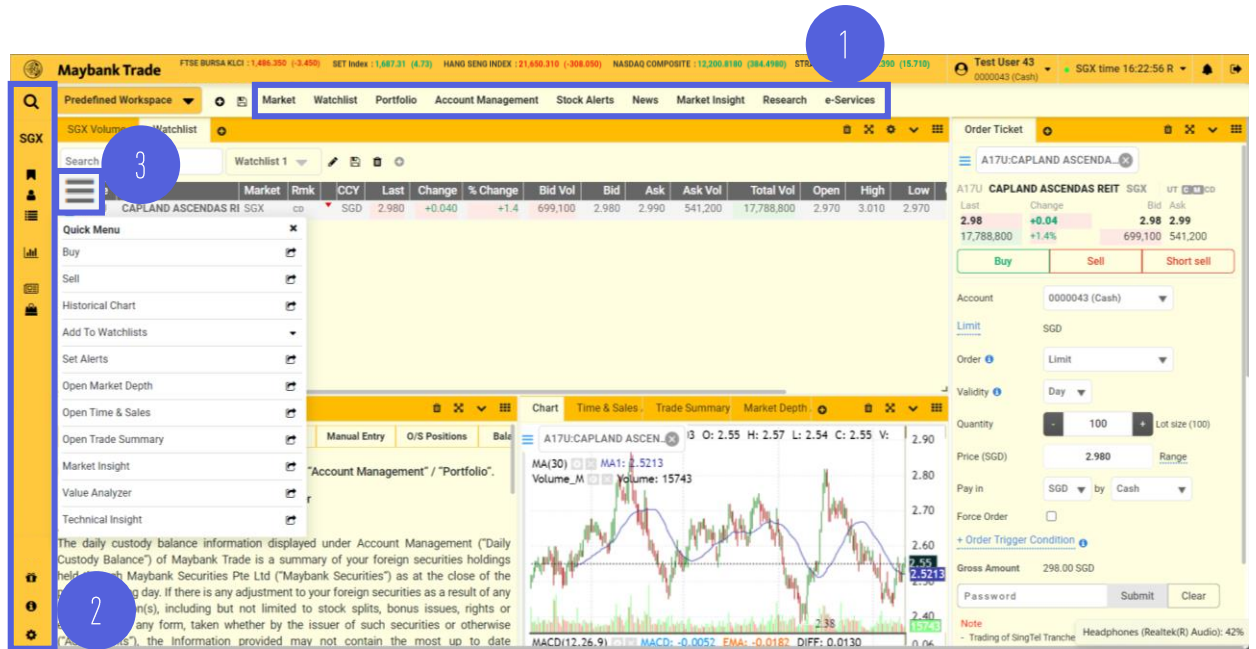 1
Maybank Trade
FTSE BURSA KLCI : 1,486.350 (-3.450) SET Index : 1,687.31 (4.73) HANG SENG INDEX : 21,650.310 (-308.050) NASDAQ COMPOSITE : 12,200.8180 (384.4980) (15.710)
Test User 43
0000043 (Cash)
SGX time 16:22:56 R
Predefined Workspace
Market Watchlist Portfolio Account Management Stock Alerts News Market Insight Research e-Services
SGX
SGX Volume Watchlist
3
Search
Watchlist 1
Market Rmk CCY Last Change % Change Bid Vol Bid Ask Ask Vol Total Vol Open High Low
CAPLAND ASCENDAS RI SGX CD SGD 2.980 +0.040 +1.4 699,100 2.980 2.990 541,200 17,788,800 2.970 3.010 2.970
Quick Menu
Buy
Sell
Historical Chart
Add To Watchlists
Set Alerts
Open Market Depth
Open Time & Sales
Open Trade Summary
Market Insight
Value Analyzer
Technical Insight
Manual Entry O/S Positions
"Account Management" / "Portfolio".
The daily custody balance information displayed under Account Management ("Daily
Custody Balance") of Maybank Trade is a summary of your foreign securities holdings
Maybank Securities Pte Ltd ("Maybank Securities") as at the close of the
day. If there is any adjustment to your foreign securities as a result of any
including but not limited to stock splits, bonus issues, rights or
any form, taken whether by the issuer of such securities or otherwise
the Information provided may not contain the most up to date
2
Chart Time & Sales Trade Summary Market Depth
A17U:CAPLAND ASCEN.. O: 2.55 H: 2.57 L: 2.54 C: 2.55 V:
MA(30) MA1: 2.5213
Volume_M Volume: 15743
2.90
2.80
2.70
2.60
2.55
2.5213
2.40
15743
2.38
MACD(12,26,9) MACD: -0.0052 EMA: -0.0182 DIFF: 0.0130
0.06
Order Ticket
A17U:CAPLAND ASCENDA..
A17U CAPLAND ASCENDAS REIT SGX UT C M CD
Last Change Bid Ask
2.98 +0.04 2.98 2.99
17,788,800 +1.4% 699,100 541,200
Buy Sell Short sell
Account 0000043 (Cash)
Limit SGD
Order Limit
Validity Day
Quantity - 100 + Lot size (100)
Price (SGD) 2.980 Range
Pay in SGD by Cash
Force Order
+ Order Trigger Condition
Gross Amount 298.00 SGD
Password Submit Clear
Note
- Trading of SingTel Tranche
Headphones (Realtek(R) Audio): 42%